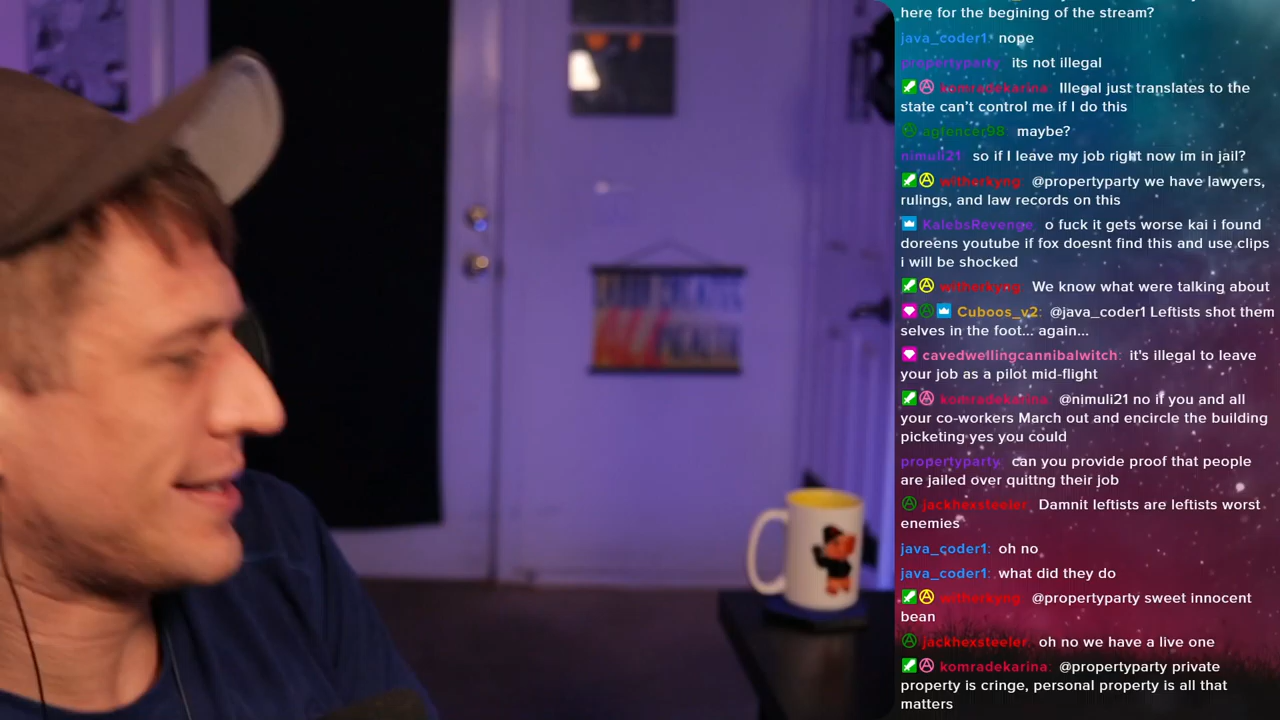 here for the begining of the stream?
java_coder1: nope
propertyparty: its not illegal
komradekarina: Illegal just translates to the
state can't control me if I do this
agfencer98: maybe?
nimuli21: so if I leave my job right now im in jail?
witherkyng: @propertyparty we have lawyers,
rulings, and law records on this
KalebsRevenge: o fuck it gets worse kai i found
doreens youtube if fox doesnt find this and use clips
i will be shocked
witherkyng: We know what were talking about
Cuboos_v2: @java_coder1 Leftists shot them
selves in the foot... again...
cavedwellingcannibalwitch: it's illegal to leave
your job as a pilot mid-flight
komradekarina: @nimuli21 no if you and all
your co-workers March out and encircle the building
picketing yes you could
propertyparty: can you provide proof that people
are jailed over quittng their job
jackhexsteeler: Damnit leftists are leftists worst
enemies
java_coder1: oh no
java_coder1: what did they do
witherkyng: @propertyparty sweet innocent
bean
jackhexsteeler: oh no we have a live one
komradekarina: @propertyparty private
property is cringe, personal property is all that
matters